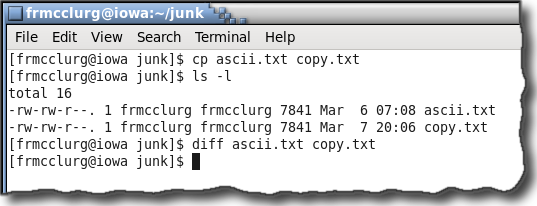 frmcclurg@iowa:~/junk
File Edit View Search Terminal Help
[frmcclurg@iowa junk]$ cp ascii.txt copy.txt
[frmcclurg@iowa junk]$ ls -l
total 16
-rw-rw-r--. 1 frmcclurg frmcclurg 7841 Mar  6 07:08 ascii.txt
-rw-rw-r--. 1 frmcclurg frmcclurg 7841 Mar  7 20:06 copy.txt
[frmcclurg@iowa junk]$ diff ascii.txt copy.txt
[frmcclurg@iowa junk]$